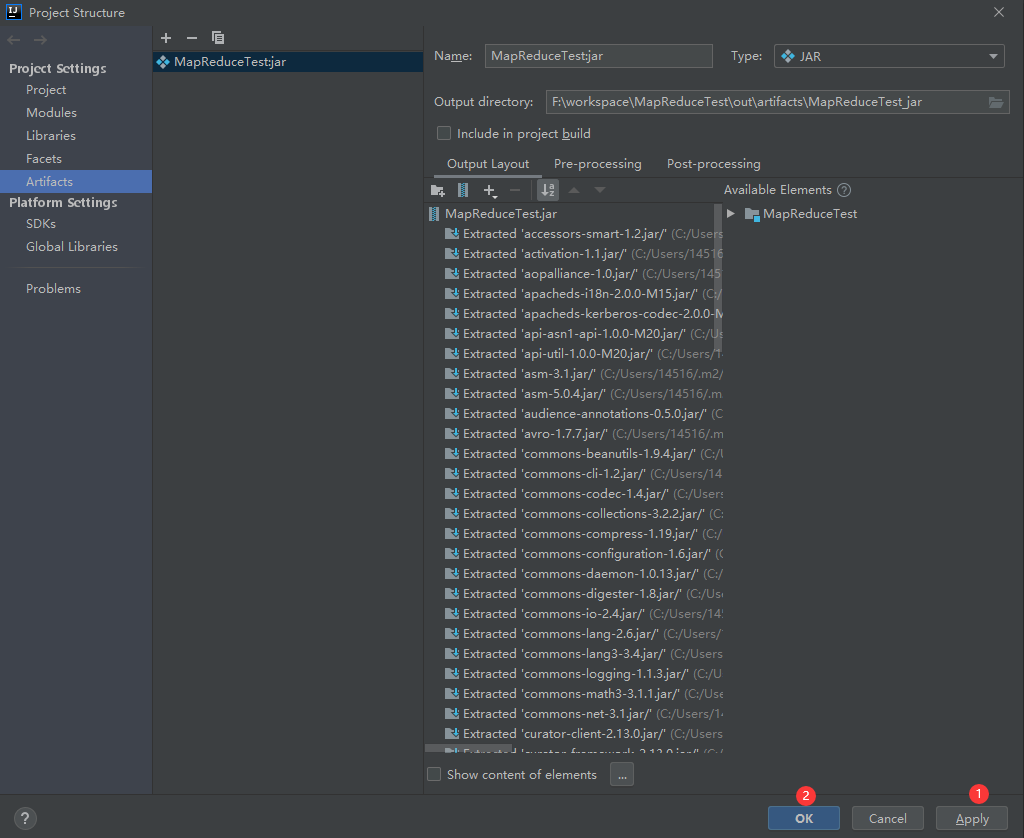 Project Structure
Project Settings
Project
Modules
Libraries
Facets
Artifacts
Platform Settings
SDKs
Global Libraries
Problems
MapReduceTest:jar
Name: MapReduceTest:jar Type: JAR
Output directory: F:\workspace\MapReduceTest\out\artifacts\MapReduceTest_jar
Include in project build
Output Layout Pre-processing Post-processing
Available Elements ?
MapReduceTest.jar
MapReduceTest
Extracted 'accessors-smart-1.2.jar/' (C:/Users
Extracted 'activation-1.1.jar/' (C:/Users/14516
Extracted 'aopalliance-1.0.jar/' (C:/Users/145
Extracted 'apacheds-i18n-2.0.0-M15.jar/' (C:/
Extracted 'apacheds-kerberos-codec-2.0.0-M
Extracted 'api-asn1-api-1.0.0-M20.jar/' (C:/Us
Extracted 'api-util-1.0.0-M20.jar/' (C:/Users/1
Extracted 'asm-3.1.jar/' (C:/Users/14516/.m2/
Extracted 'asm-5.0.4.jar/' (C:/Users/14516/.m
Extracted 'audience-annotations-0.5.0.jar/' (C
Extracted 'avro-1.7.7.jar/' (C:/Users/14516/.m
Extracted 'commons-beanutils-1.9.4.jar/' (C:/
Extracted 'commons-cli-1.2.jar/' (C:/Users/14
Extracted 'commons-codec-1.4.jar/' (C:/Users
Extracted 'commons-collections-3.2.2.jar/' (C:
Extracted 'commons-compress-1.19.jar/' (C:/
Extracted 'commons-configuration-1.6.jar/' (
Extracted 'commons-daemon-1.0.13.jar/' (C:/
Extracted 'commons-digester-1.8.jar/' (C:/Use
Extracted 'commons-io-2.4.jar/' (C:/Users/145
Extracted 'commons-lang-2.6.jar/' (C:/Users/
Extracted 'commons-lang3-3.4.jar/' (C:/Users
Extracted 'commons-logging-1.1.3.jar/' (C:/U
Extracted 'commons-math3-3.1.1.jar/' (C:/Use
Extracted 'commons-net-3.1.jar/' (C:/Users/14
Extracted 'curator-client-2.13.0.jar/' (C:/Users
Extracted 'curator-framework-2.13.0.jar/' (C:/
Show content of elements ...
2 1
? OK Cancel Apply